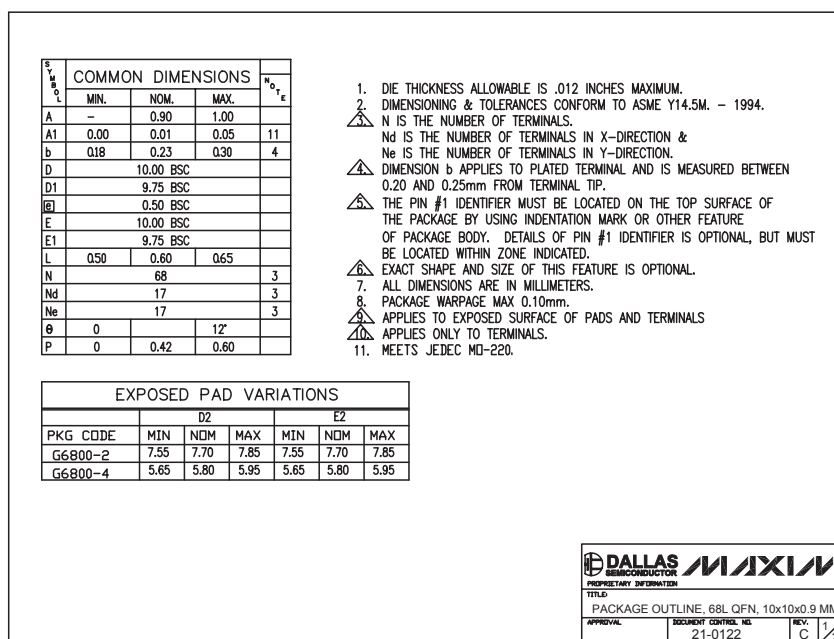 SYMBOL COMMON DIMENSIONS NOTE
MIN. NOM. MAX.
A – 0.90 1.00
A1 0.00 0.01 0.05 11
b 0.18 0.23 0.30 4
D 10.00 BSC
D1 9.75 BSC
e 0.50 BSC
E 10.00 BSC
E1 9.75 BSC
L 0.50 0.60 0.65
N 68 3
Nd 17 3
Ne 17 3
θ 0 12°
P 0 0.42 0.60
1. DIE THICKNESS ALLOWABLE IS .012 INCHES MAXIMUM.
2. DIMENSIONING & TOLERANCES CONFORM TO ASME Y14.5M. – 1994.
3. N IS THE NUMBER OF TERMINALS.
Nd IS THE NUMBER OF TERMINALS IN X–DIRECTION &
Ne IS THE NUMBER OF TERMINALS IN Y–DIRECTION.
4. DIMENSION b APPLIES TO PLATED TERMINAL AND IS MEASURED BETWEEN
0.20 AND 0.25mm FROM TERMINAL TIP.
5. THE PIN #1 IDENTIFIER MUST BE LOCATED ON THE TOP SURFACE OF
THE PACKAGE BY USING INDENTATION MARK OR OTHER FEATURE
OF PACKAGE BODY. DETAILS OF PIN #1 IDENTIFIER IS OPTIONAL, BUT MUST
BE LOCATED WITHIN ZONE INDICATED.
6. EXACT SHAPE AND SIZE OF THIS FEATURE IS OPTIONAL.
7. ALL DIMENSIONS ARE IN MILLIMETERS.
8. PACKAGE WARPAGE MAX 0.10mm.
9. APPLIES TO EXPOSED SURFACE OF PADS AND TERMINALS
10. APPLIES ONLY TO TERMINALS.
11. MEETS JEDEC MO–220.
EXPOSED PAD VARIATIONS
D2 E2
PKG CODE MIN NOM MAX MIN NOM MAX
G6800–2 7.55 7.70 7.85 7.55 7.70 7.85
G6800–4 5.65 5.80 5.95 5.65 5.80 5.95
DALLAS SEMICONDUCTOR MAXIM
PROPRIETARY INFORMATION
TITLE:
PACKAGE OUTLINE, 68L QFN, 10x10x0.9 MM
APPROVAL DOCUMENT CONTROL NO. REV.
21-0122 C 1/